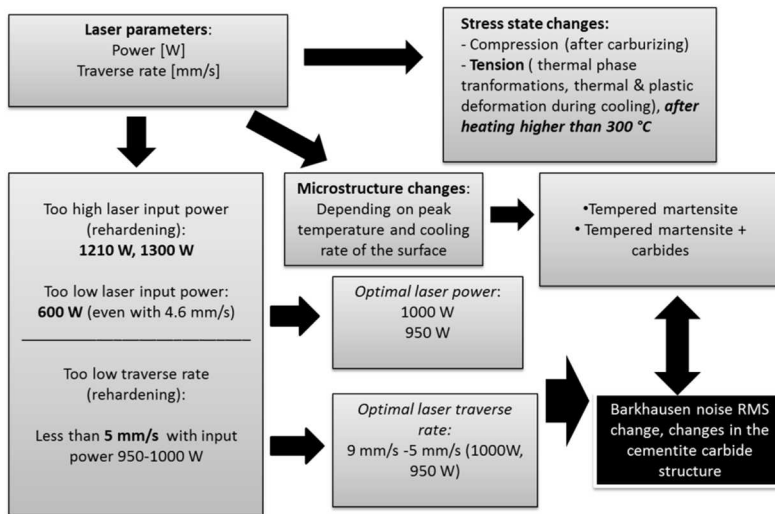 Laser parameters:
Power [W]
Traverse rate [mm/s]
Stress state changes:
- Compression (after carburizing)
- Tension ( thermal phase
tranformations, thermal & plastic
deformation during cooling), after
heating higher than 300 °C
Too high laser input power
(rehardening):
1210 W, 1300 W
Too low laser input power:
600 W (even with 4.6 mm/s)
Too low traverse rate
(rehardening):
Less than 5 mm/s with input
power 950-1000 W
Microstructure changes:
Depending on peak
temperature and cooling
rate of the surface
•Tempered martensite
• Tempered martensite +
carbides
Optimal laser power:
1000 W
950 W
Optimal laser traverse
rate:
9 mm/s -5 mm/s (1000W,
950 W)
Barkhausen noise RMS
change, changes in the
cementite carbide
structure